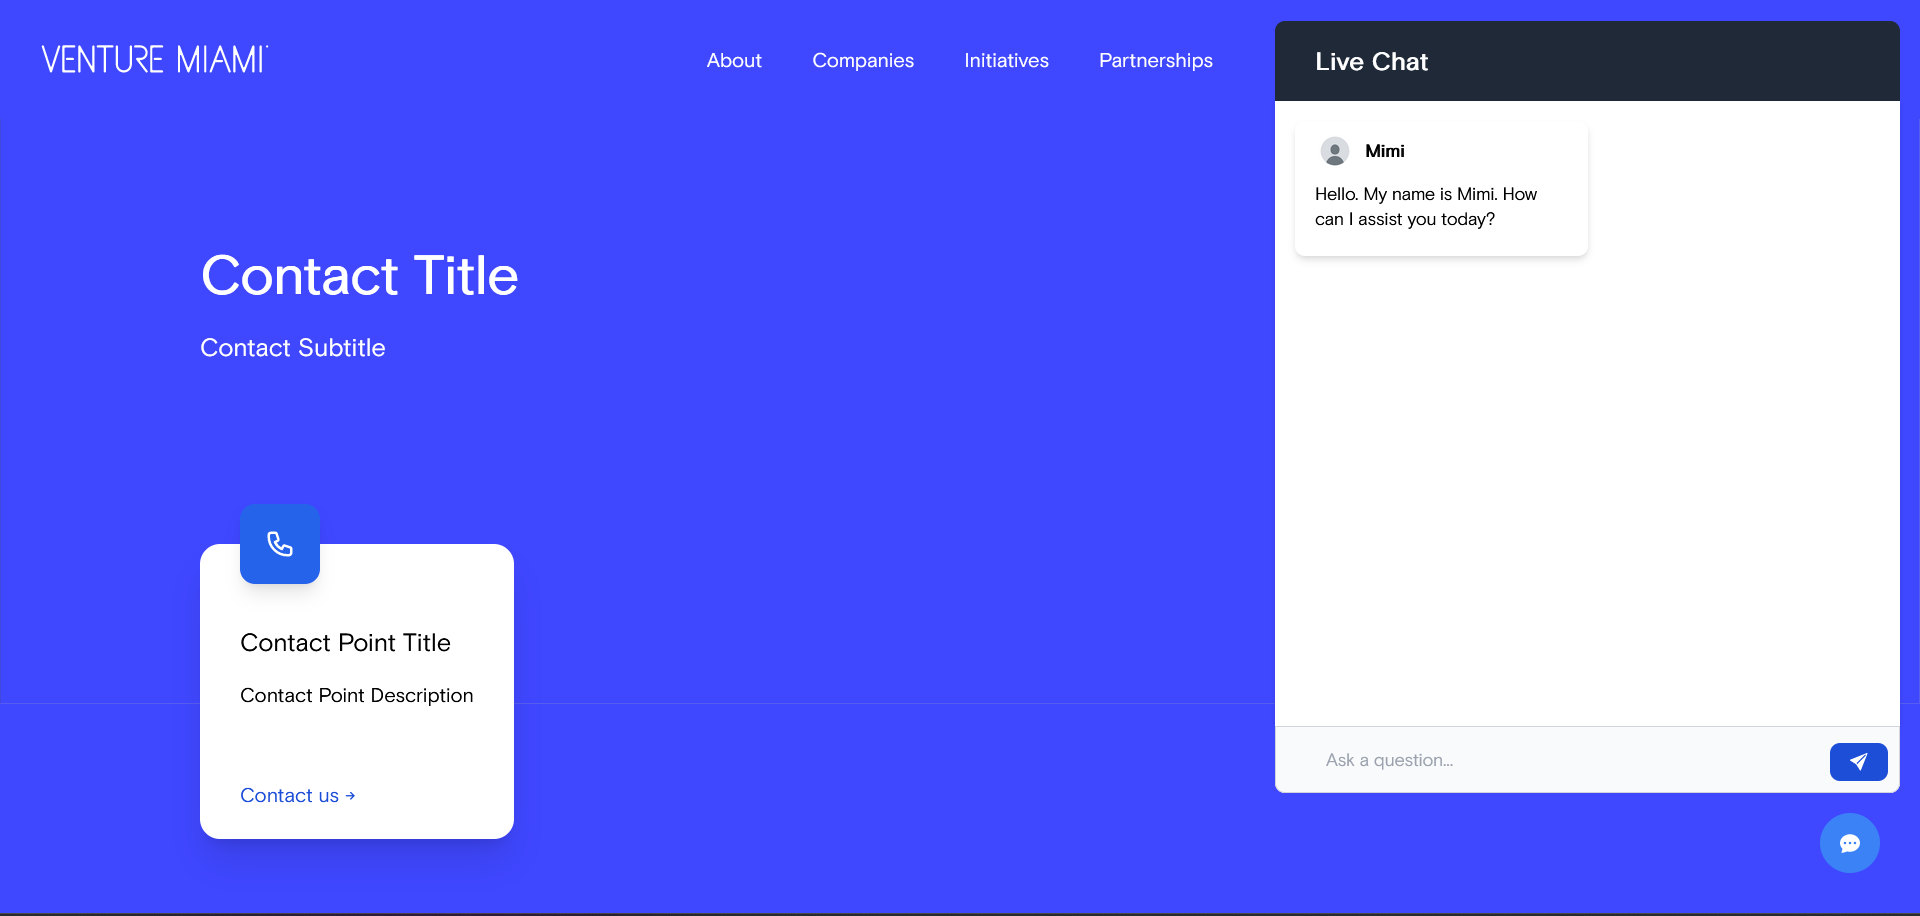 VENTURE MIAMI
About Companies Initiatives Partnerships
Live Chat
Mimi
Hello. My name is Mimi. How
can I assist you today?
Contact Title
Contact Subtitle
Contact Point Title
Contact Point Description
Contact us →
Ask a question...